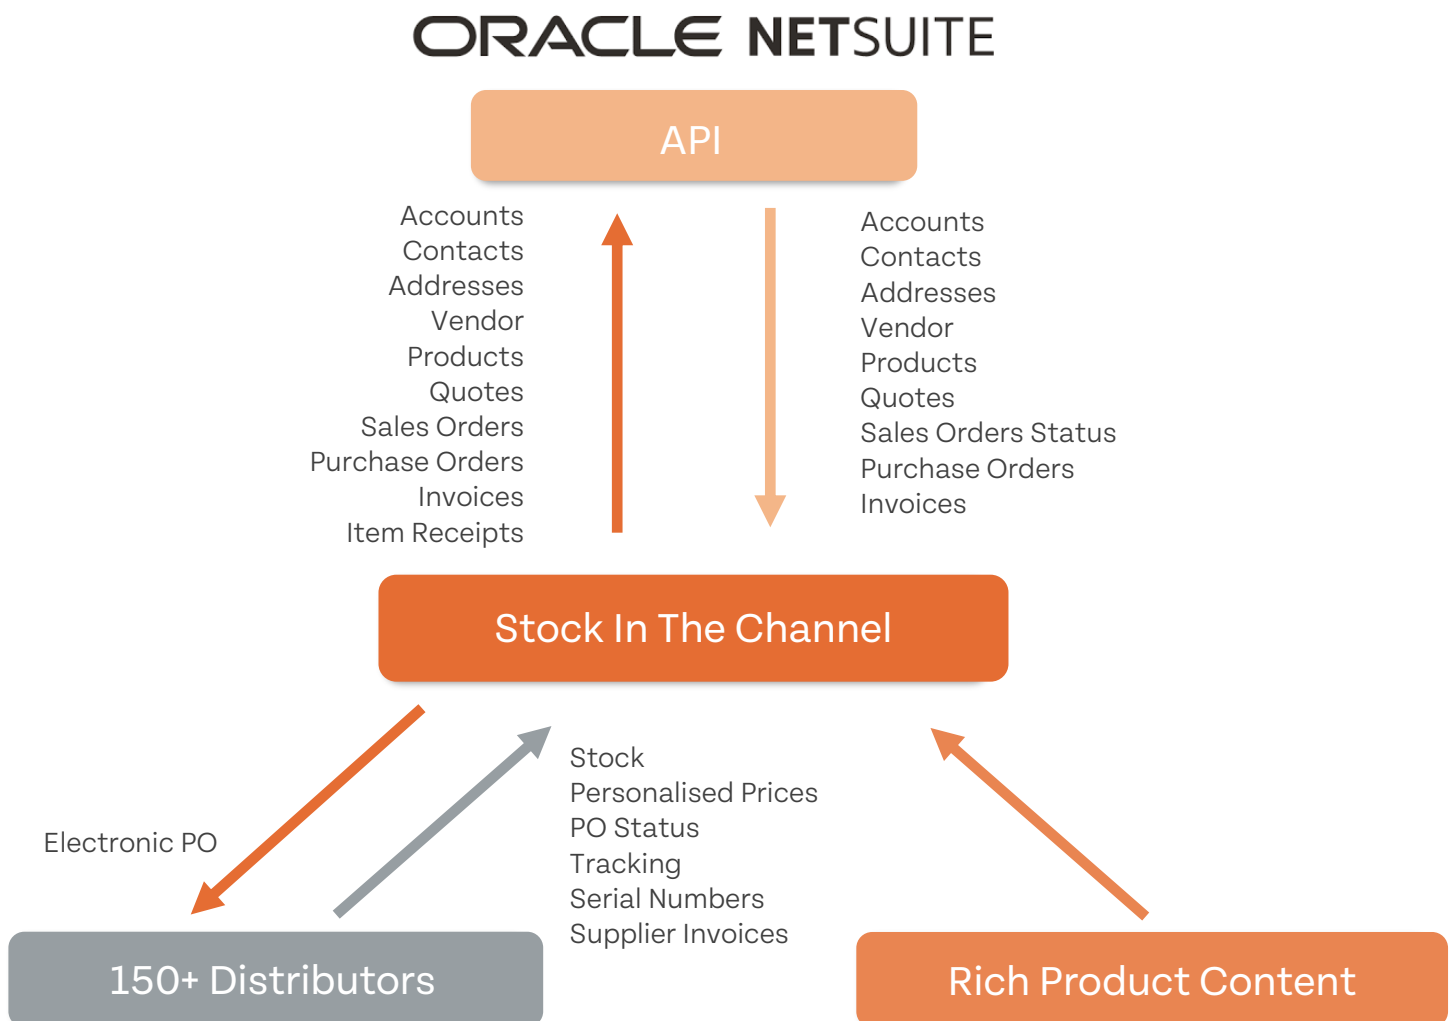 ORACLE NETSUITE
API
Accounts
Contacts
Addresses
Vendor
Products
Quotes
Sales Orders
Purchase Orders
Invoices
Item Receipts
Accounts
Contacts
Addresses
Vendor
Products
Quotes
Sales Orders Status
Purchase Orders
Invoices
Stock In The Channel
Electronic PO
Stock
Personalised Prices
PO Status
Tracking
Serial Numbers
Supplier Invoices
150+ Distributors
Rich Product Content